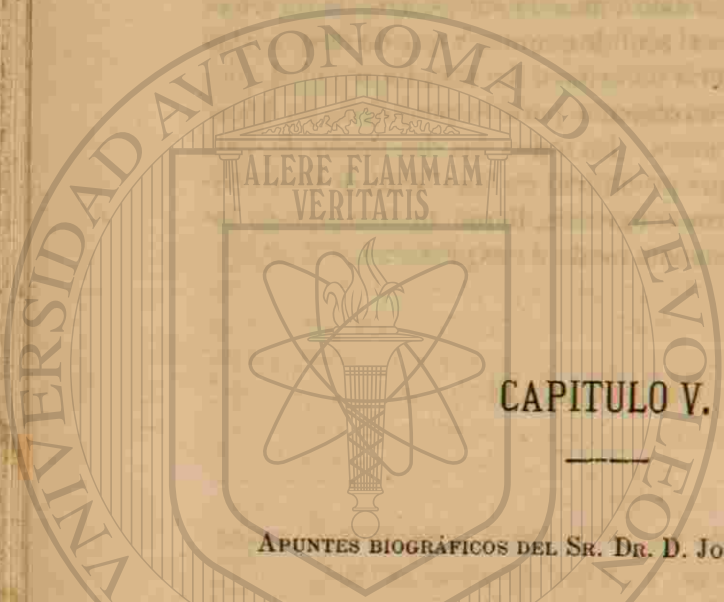 UNIVERSIDAD AUTONOMA DE NUEVO LEON
ALERE FLAMMAM
VERITATIS
CAPITULO V.
APUNTES BIOGRÁFICOS DEL SR. DR. D. JO